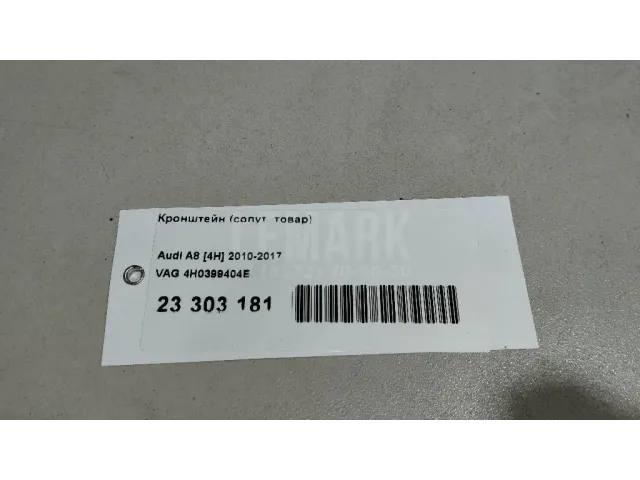 Кронштейн (сопут. товар)
Audi A8 [4H] 2010-2017
VAG 4H0399404E
23 303 181